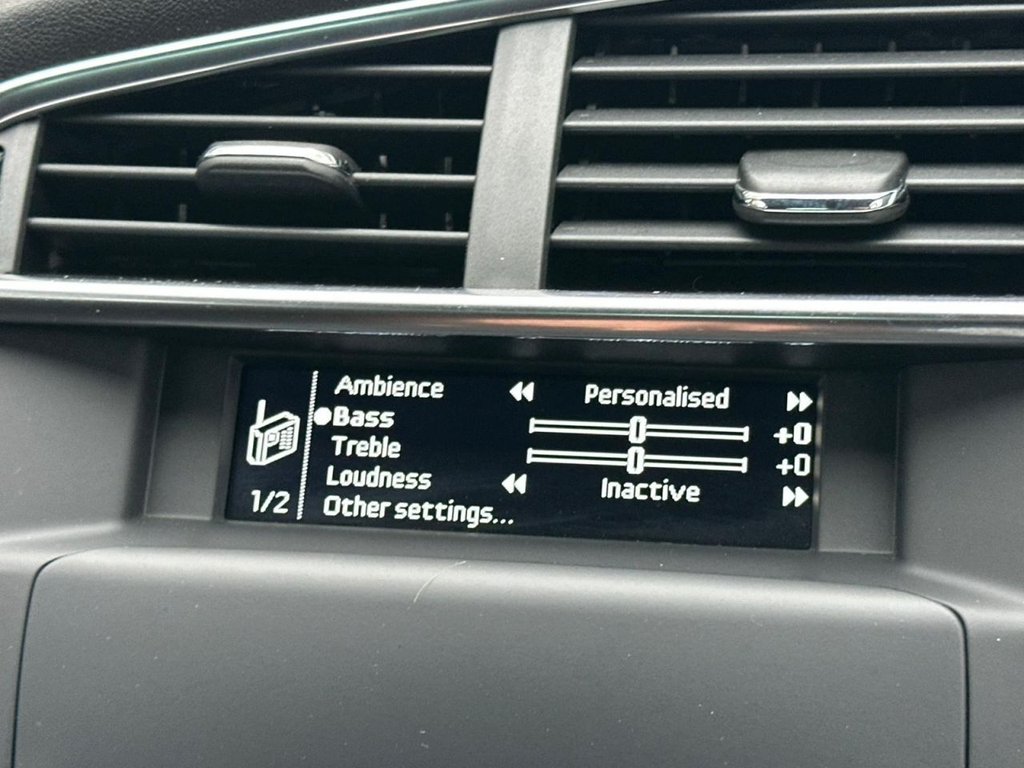 Ambience Personalised
Bass +0
Treble +0
Loudness Inactive
Other settings...
1/2